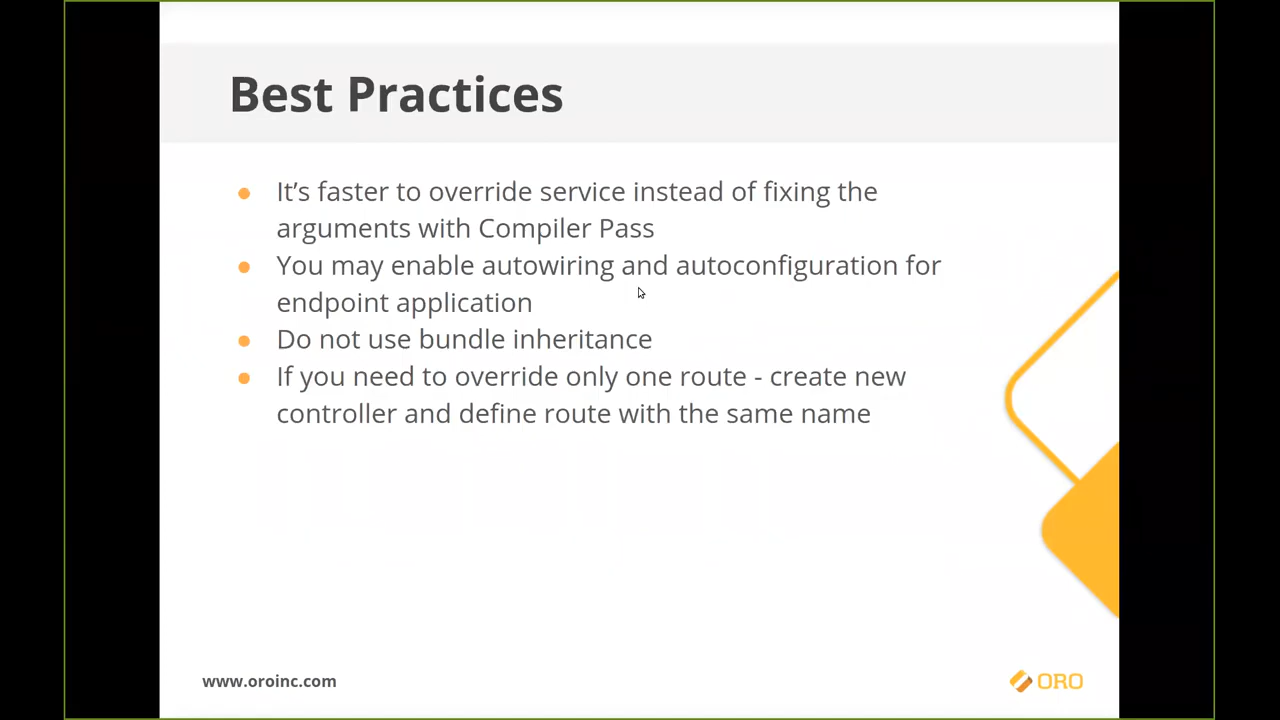 Best Practices
It’s faster to override service instead of fixing the
arguments with Compiler Pass
You may enable autowiring and autoconfiguration for
endpoint application
Do not use bundle inheritance
If you need to override only one route - create new
controller and define route with the same name
www.oroinc.com
ORO